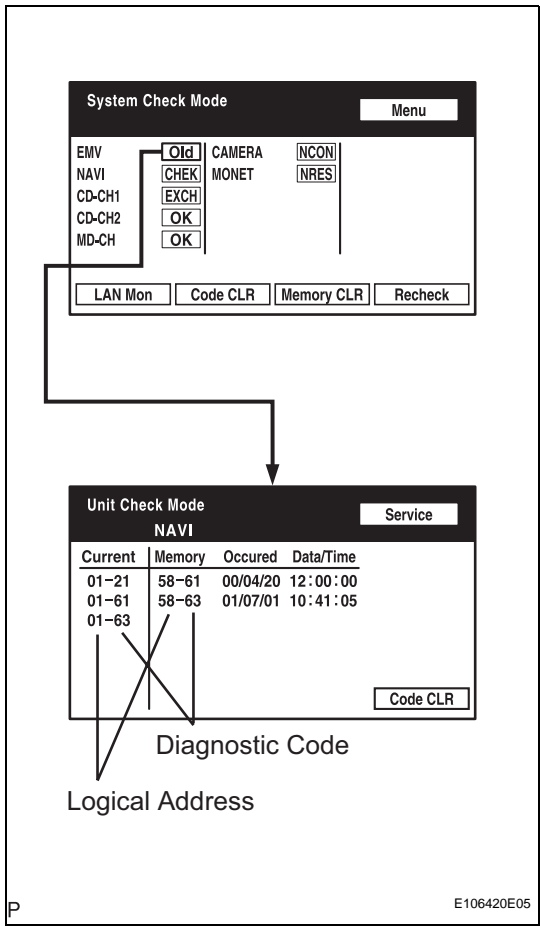 System Check Mode
Menu
EMV Old CAMERA NCON
NAVI CHEK MONET NRES
CD-CH1 EXCH
CD-CH2 OK
MD-CH OK
LAN Mon Code CLR Memory CLR Recheck
Unit Check Mode
Service
NAVI
Current Memory Occured Data/Time
01-21 58-61 00/04/20 12:00:00
01-61 58-63 01/07/01 10:41:05
01-63
Code CLR
Diagnostic Code
Logical Address
P
E106420E05